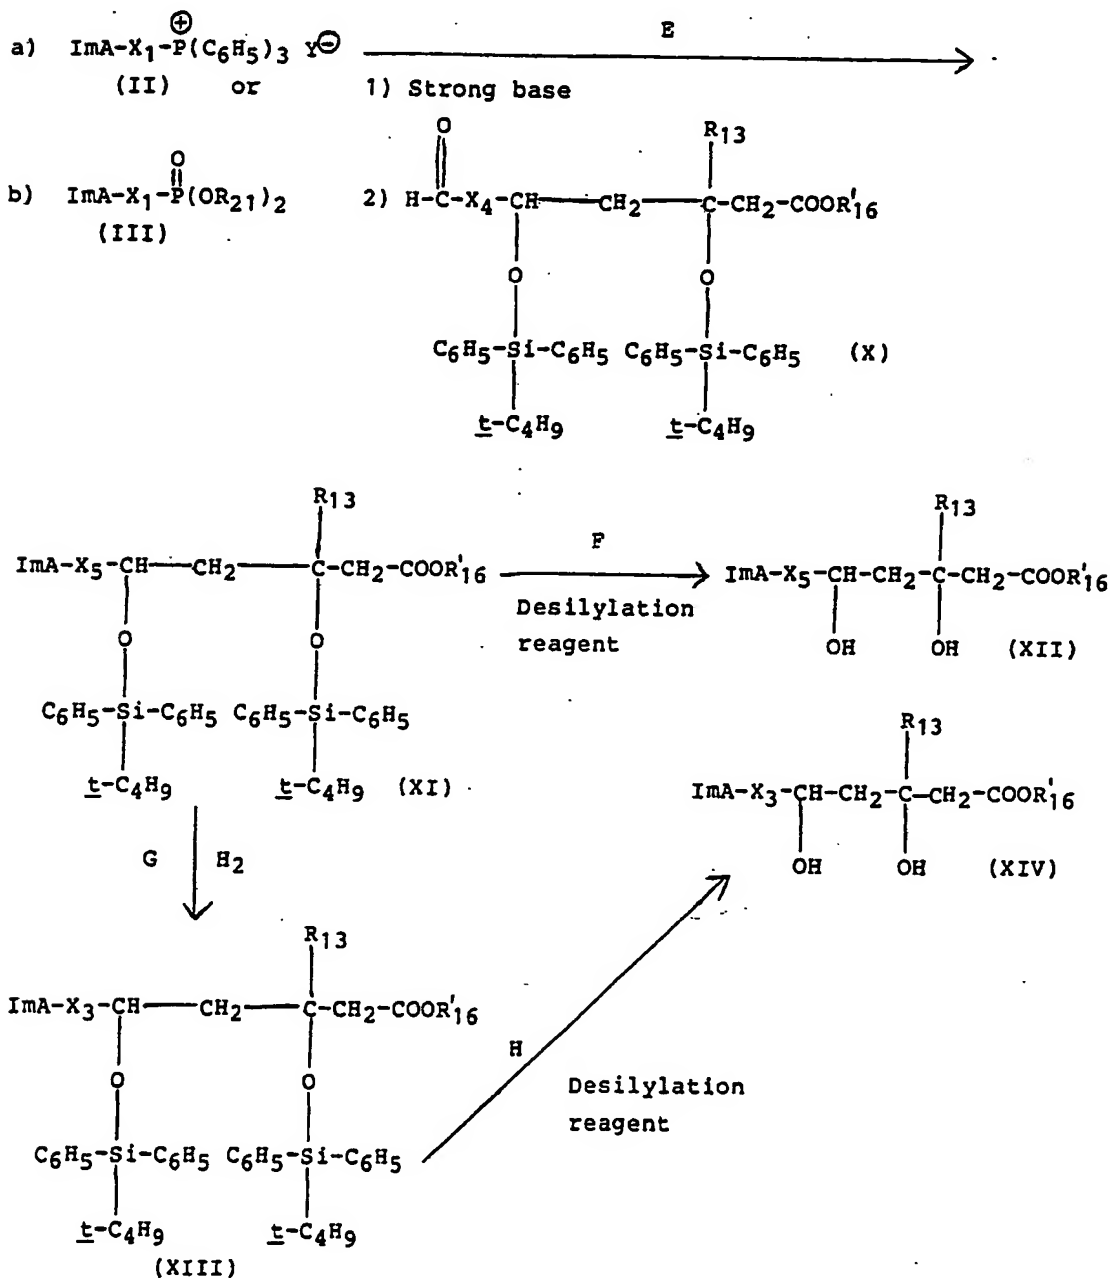 a) ImA-X₁-P⊕(C₆H₅)₃ Y⊖
E
(II) or
1) Strong base
b) ImA-X₁-P(=O)(OR₂₁)₂
(III)
2) H-C(=O)-X₄-CH-CH₂-C-CH₂-COOR'₁₆
R₁₃
O O
C₆H₅-Si-C₆H₅ C₆H₅-Si-C₆H₅ (X)
t-C₄H₉ t-C₄H₉
R₁₃
ImA-X₅-CH-CH₂-C-CH₂-COOR'₁₆
O O
C₆H₅-Si-C₆H₅ C₆H₅-Si-C₆H₅
t-C₄H₉ t-C₄H₉ (XI)
F
Desilylation
reagent
R₁₃
ImA-X₅-CH-CH₂-C-CH₂-COOR'₁₆
OH OH (XII)
G H₂
R₁₃
ImA-X₃-CH-CH₂-C-CH₂-COOR'₁₆
OH OH (XIV)
R₁₃
ImA-X₃-CH-CH₂-C-CH₂-COOR'₁₆
O O
C₆H₅-Si-C₆H₅ C₆H₅-Si-C₆H₅
t-C₄H₉ t-C₄H₉
(XIII)
H
Desilylation
reagent